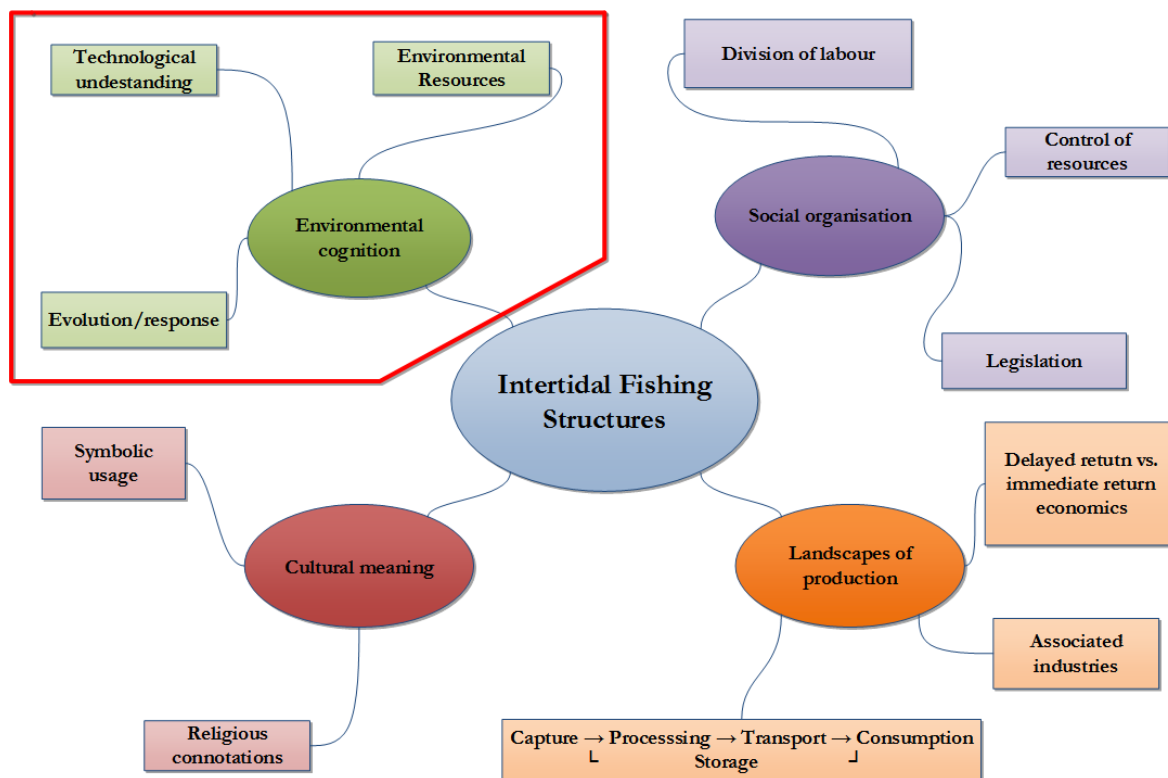 Technological
undestanding
Environmental
Resources
Environmental
cognition
Evolution/response
Division of labour
Control of
resources
Social organisation
Legislation
Intertidal Fishing
Structures
Symbolic
usage
Cultural meaning
Religious
connotations
Delayed retutn vs.
immediate return
economics
Landscapes of
production
Associated
industries
Capture → Processsing → Transport → Consumption
└ Storage ┘